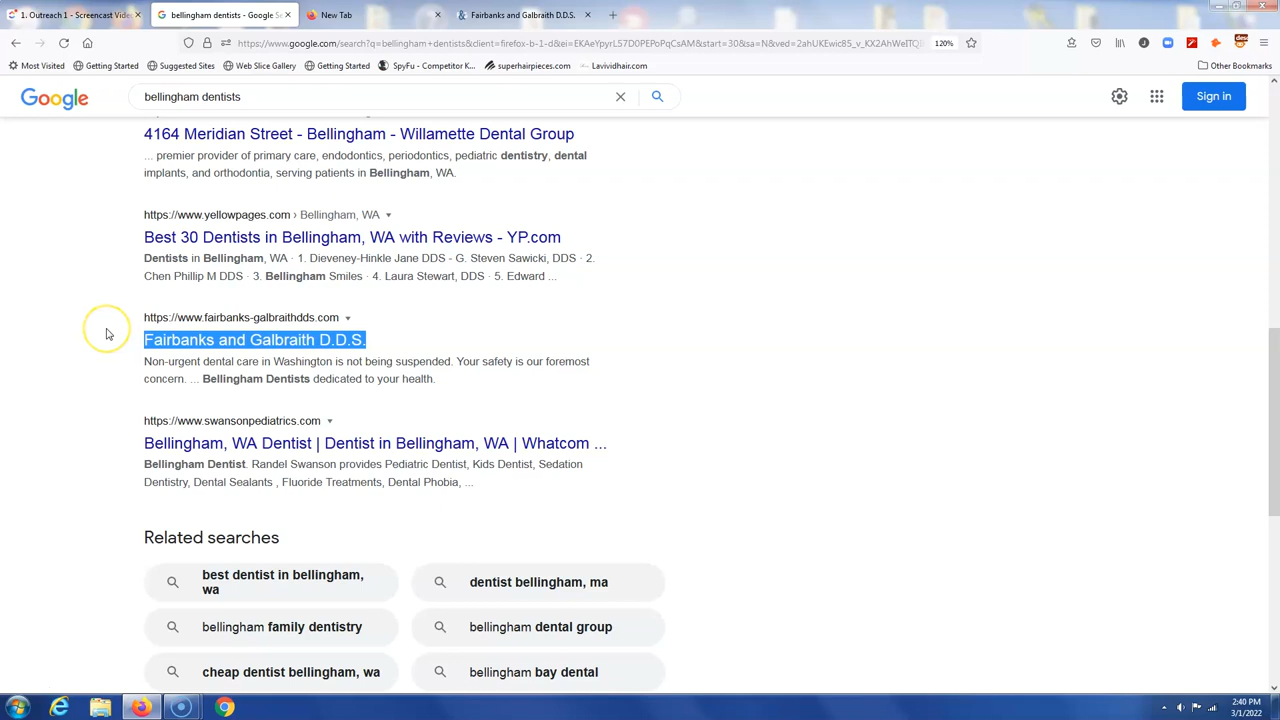 1. Outreach 1 - Screencast Video
bellingham dentists - Google Se
New Tab
Fairbanks and Galbraith D.D.S.
120%
Most Visited
Getting Started
Suggested Sites
Web Slice Gallery
Getting Started
SpyFu - Competitor K...
superhairpieces.com
Lavividhair.com
Other Bookmarks
Google
bellingham dentists
Sign in
4164 Meridian Street - Bellingham - Willamette Dental Group
... premier provider of primary care, endodontics, periodontics, pediatric dentistry, dental
implants, and orthodontia, serving patients in Bellingham, WA.
https://www.yellowpages.com › Bellingham, WA
Best 30 Dentists in Bellingham, WA with Reviews - YP.com
Dentists in Bellingham, WA · 1. Dieveney-Hinkle Jane DDS - G. Steven Sawicki, DDS · 2.
Chen Phillip M DDS · 3. Bellingham Smiles · 4. Laura Stewart, DDS · 5. Edward ...
https://www.fairbanks-galbraithdds.com
Fairbanks and Galbraith D.D.S.
Non-urgent dental care in Washington is not being suspended. Your safety is our foremost
concern. ... Bellingham Dentists dedicated to your health.
https://www.swansonpediatrics.com
Bellingham, WA Dentist | Dentist in Bellingham, WA | Whatcom ...
Bellingham Dentist. Randel Swanson provides Pediatric Dentist, Kids Dentist, Sedation
Dentistry, Dental Sealants , Fluoride Treatments, Dental Phobia, ...
Related searches
best dentist in bellingham,
wa
dentist bellingham, ma
bellingham family dentistry
bellingham dental group
cheap dentist bellingham, wa
bellingham bay dental
2:40 PM
3/1/2022